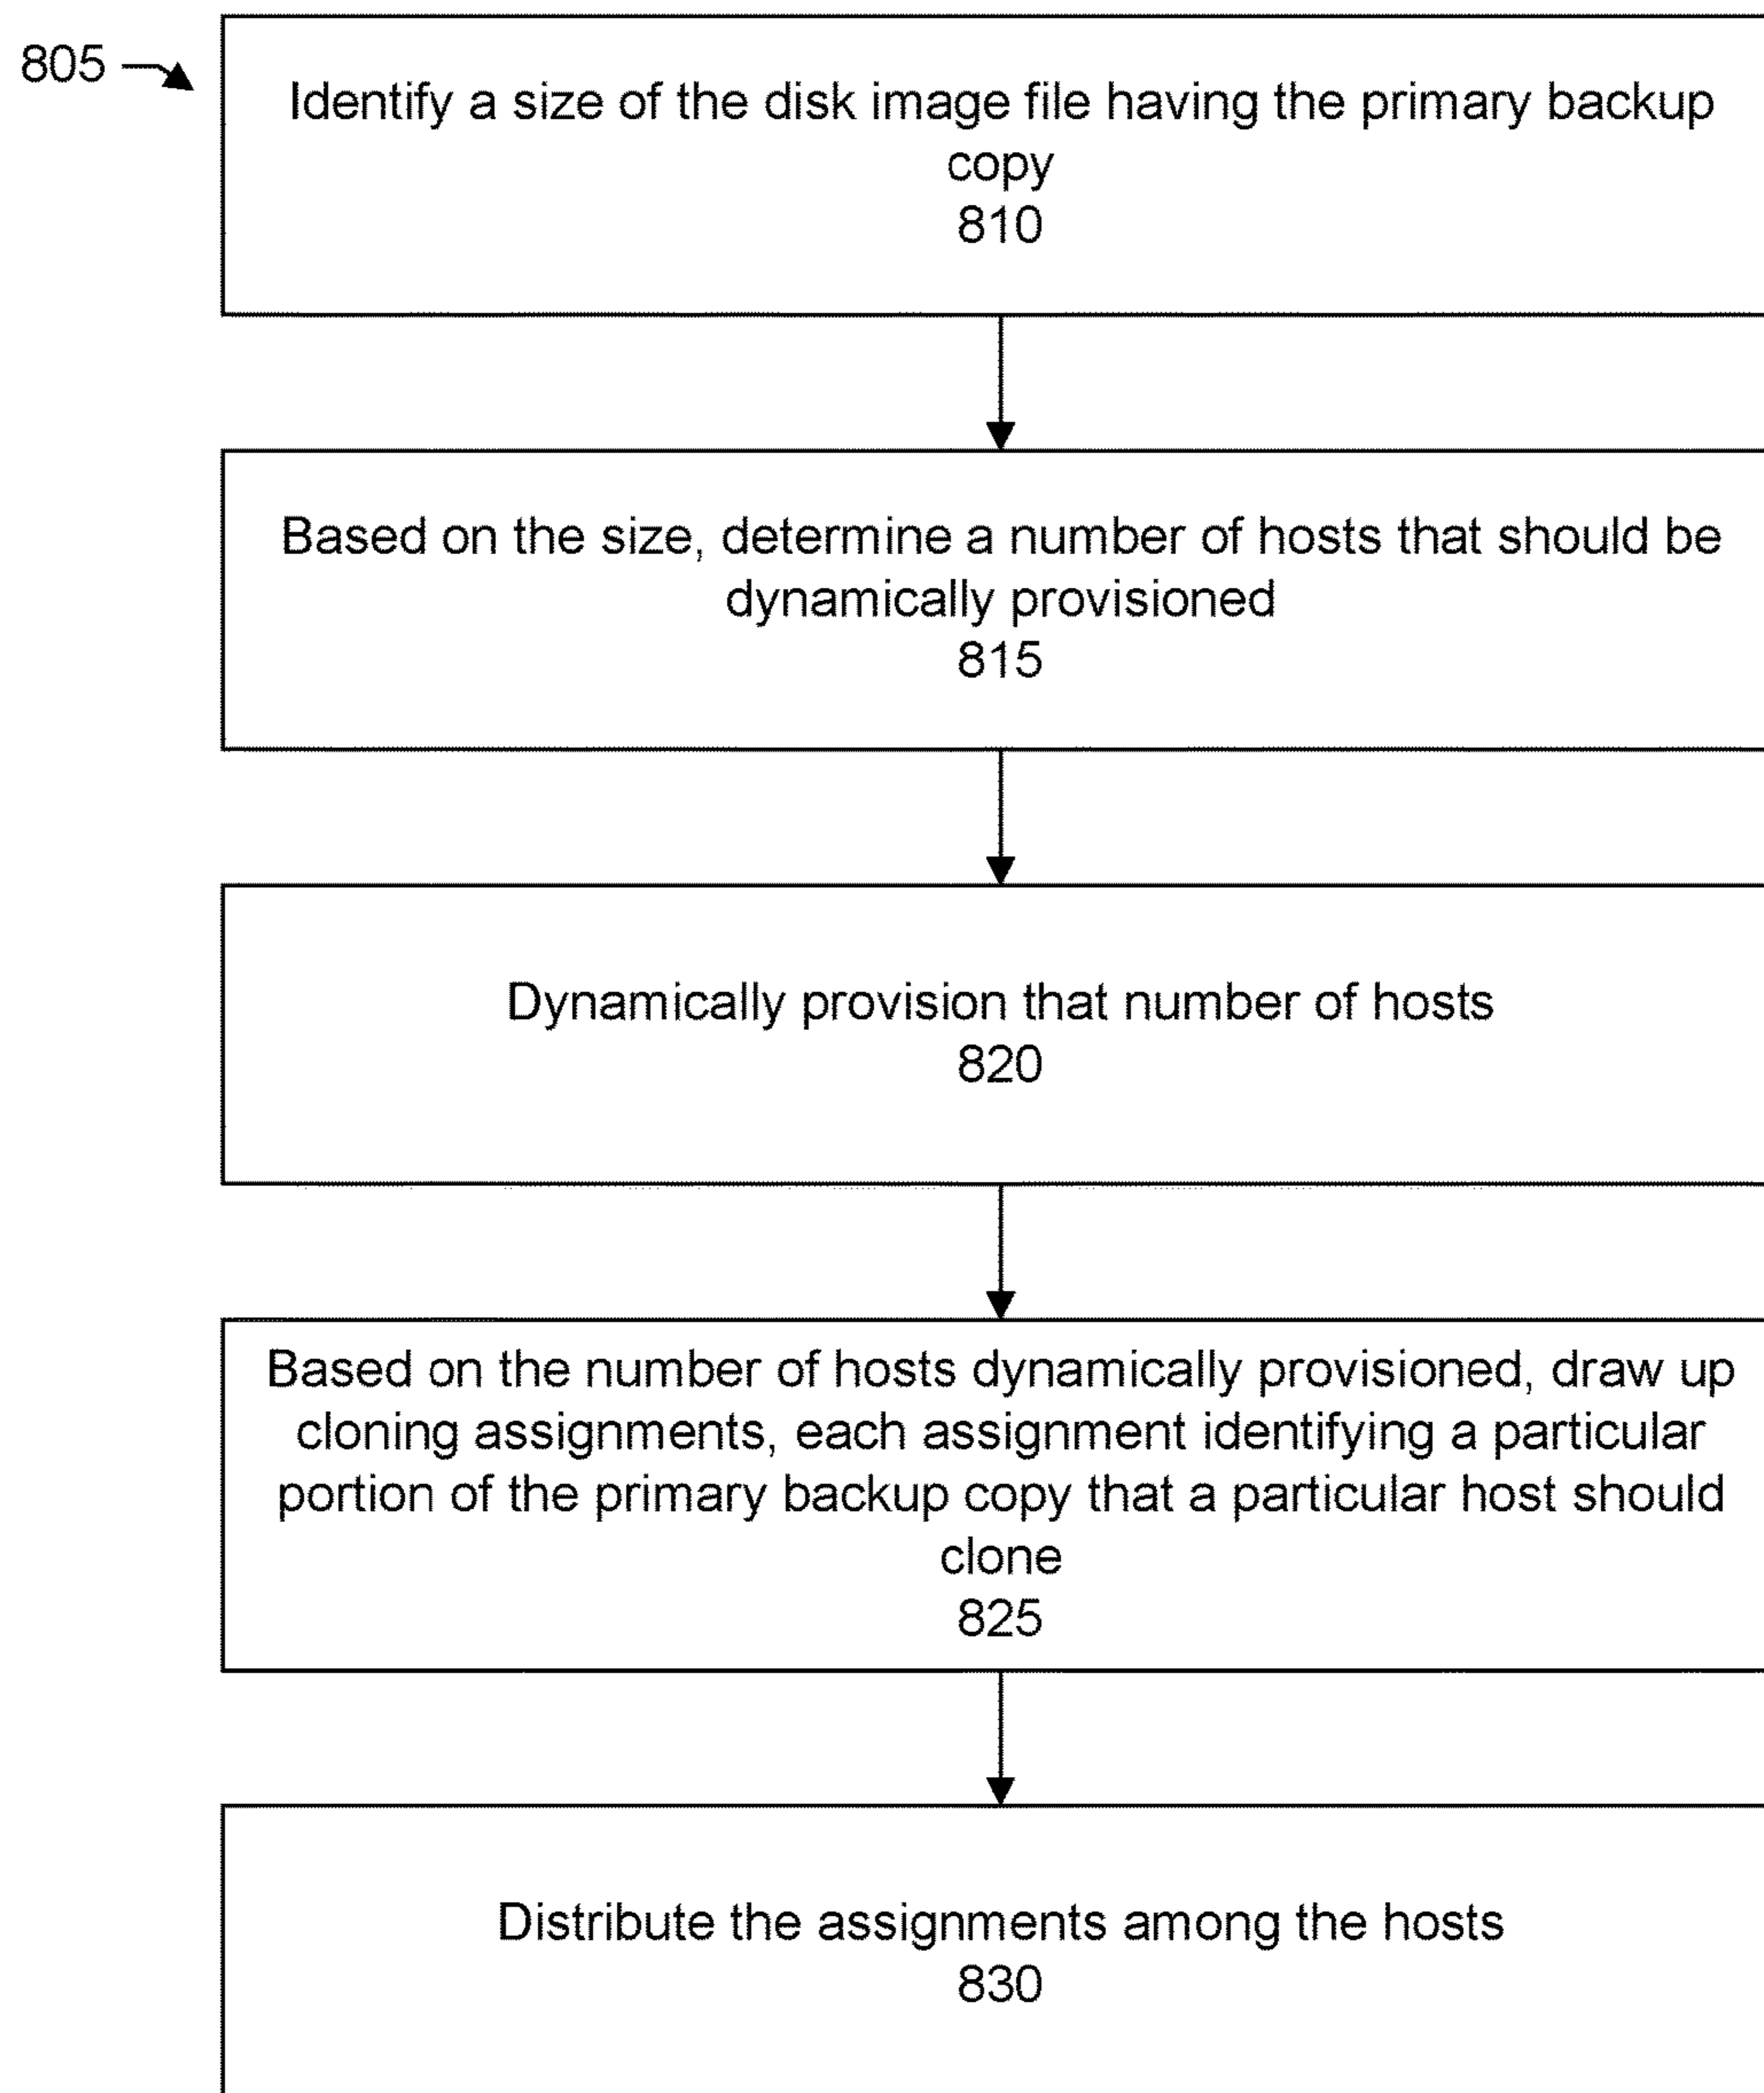 805
Identify a size of the disk image file having the primary backup
copy
810
Based on the size, determine a number of hosts that should be
dynamically provisioned
815
Dynamically provision that number of hosts
820
Based on the number of hosts dynamically provisioned, draw up
cloning assignments, each assignment identifying a particular
portion of the primary backup copy that a particular host should
clone
825
Distribute the assignments among the hosts
830